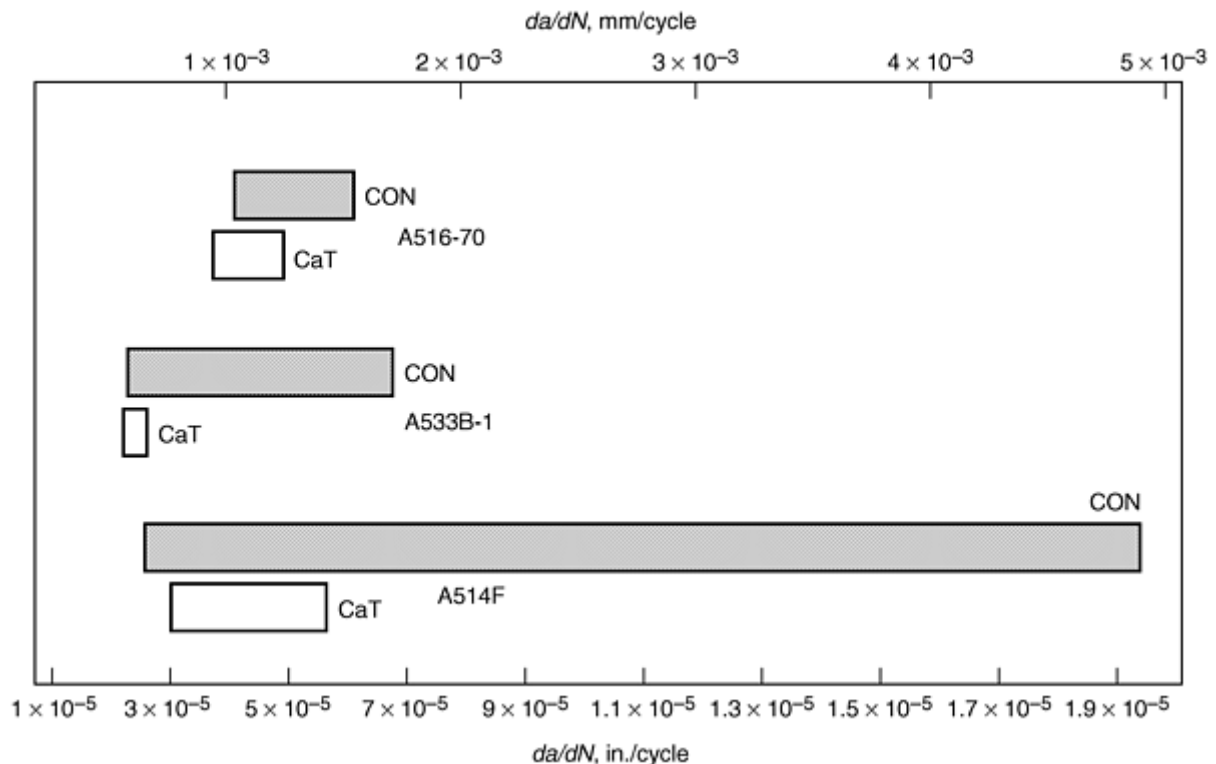 da/dN, mm/cycle
1 × 10⁻³ 2 × 10⁻³ 3 × 10⁻³ 4 × 10⁻³ 5 × 10⁻³
CON
A516-70
CaT
CON
A533B-1
CaT
CON
A514F
CaT
1 × 10⁻⁵ 3 × 10⁻⁵ 5 × 10⁻⁵ 7 × 10⁻⁵ 9 × 10⁻⁵ 1.1 × 10⁻⁵ 1.3 × 10⁻⁵ 1.5 × 10⁻⁵ 1.7 × 10⁻⁵ 1.9 × 10⁻⁵
da/dN, in./cycle